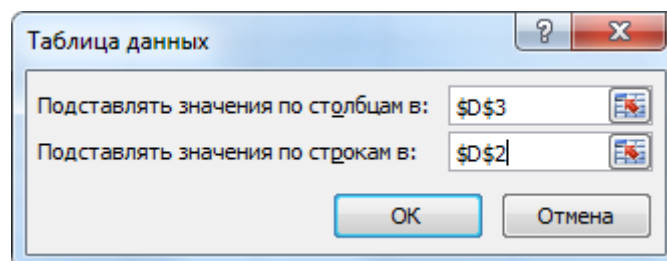 Таблица данных
?
Подставлять значения по столбцам в: $D$3
Подставлять значения по строкам в: $D$2
ОК Отмена